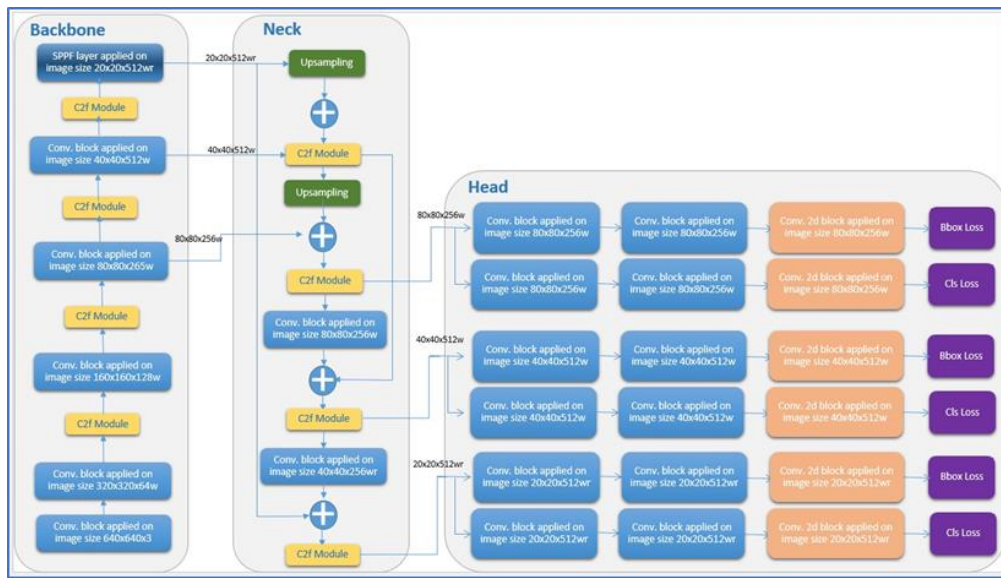 Backbone
SPPF layer applied on
image size 20x20x512wr
C2f Module
Conv. block applied on
image size 40x40x512w
C2f Module
Conv. block applied on
image size 80x80x265w
C2f Module
Conv. block applied on
image size 160x160x128w
C2f Module
Conv. block applied on
image size 320x320x64w
Conv. block applied on
image size 640x640x3
20x20x512wr
40x40x512w
80x80x256w
Neck
Upsampling
C2f Module
Upsampling
C2f Module
Conv. block applied on
image size 80x80x256w
C2f Module
Conv. block applied on
image size 40x40x256wr
C2f Module
80x80x256w
40x40x512w
20x20x512wr
Head
Conv. block applied on
image size 80x80x256w
Conv. block applied on
image size 80x80x256w
Conv. 2d block applied on
image size 80x80x256w
Bbox Loss
Conv. block applied on
image size 80x80x256w
Conv. block applied on
image size 80x80x256w
Conv. 2d block applied on
image size 80x80x256w
Cls Loss
Conv. block applied on
image size 40x40x512w
Conv. block applied on
image size 40x40x512w
Conv. 2d block applied on
image size 40x40x512w
Bbox Loss
Conv. block applied on
image size 40x40x512w
Conv. block applied on
image size 40x40x512w
Conv. 2d block applied on
image size 40x40x512w
Cls Loss
Conv. block applied on
image size 20x20x512wr
Conv. block applied on
image size 20x20x512wr
Conv. 2d block applied on
image size 20x20x512wr
Bbox Loss
Conv. block applied on
image size 20x20x512wr
Conv. block applied on
image size 20x20x512wr
Conv. 2d block applied on
image size 20x20x512wr
Cls Loss